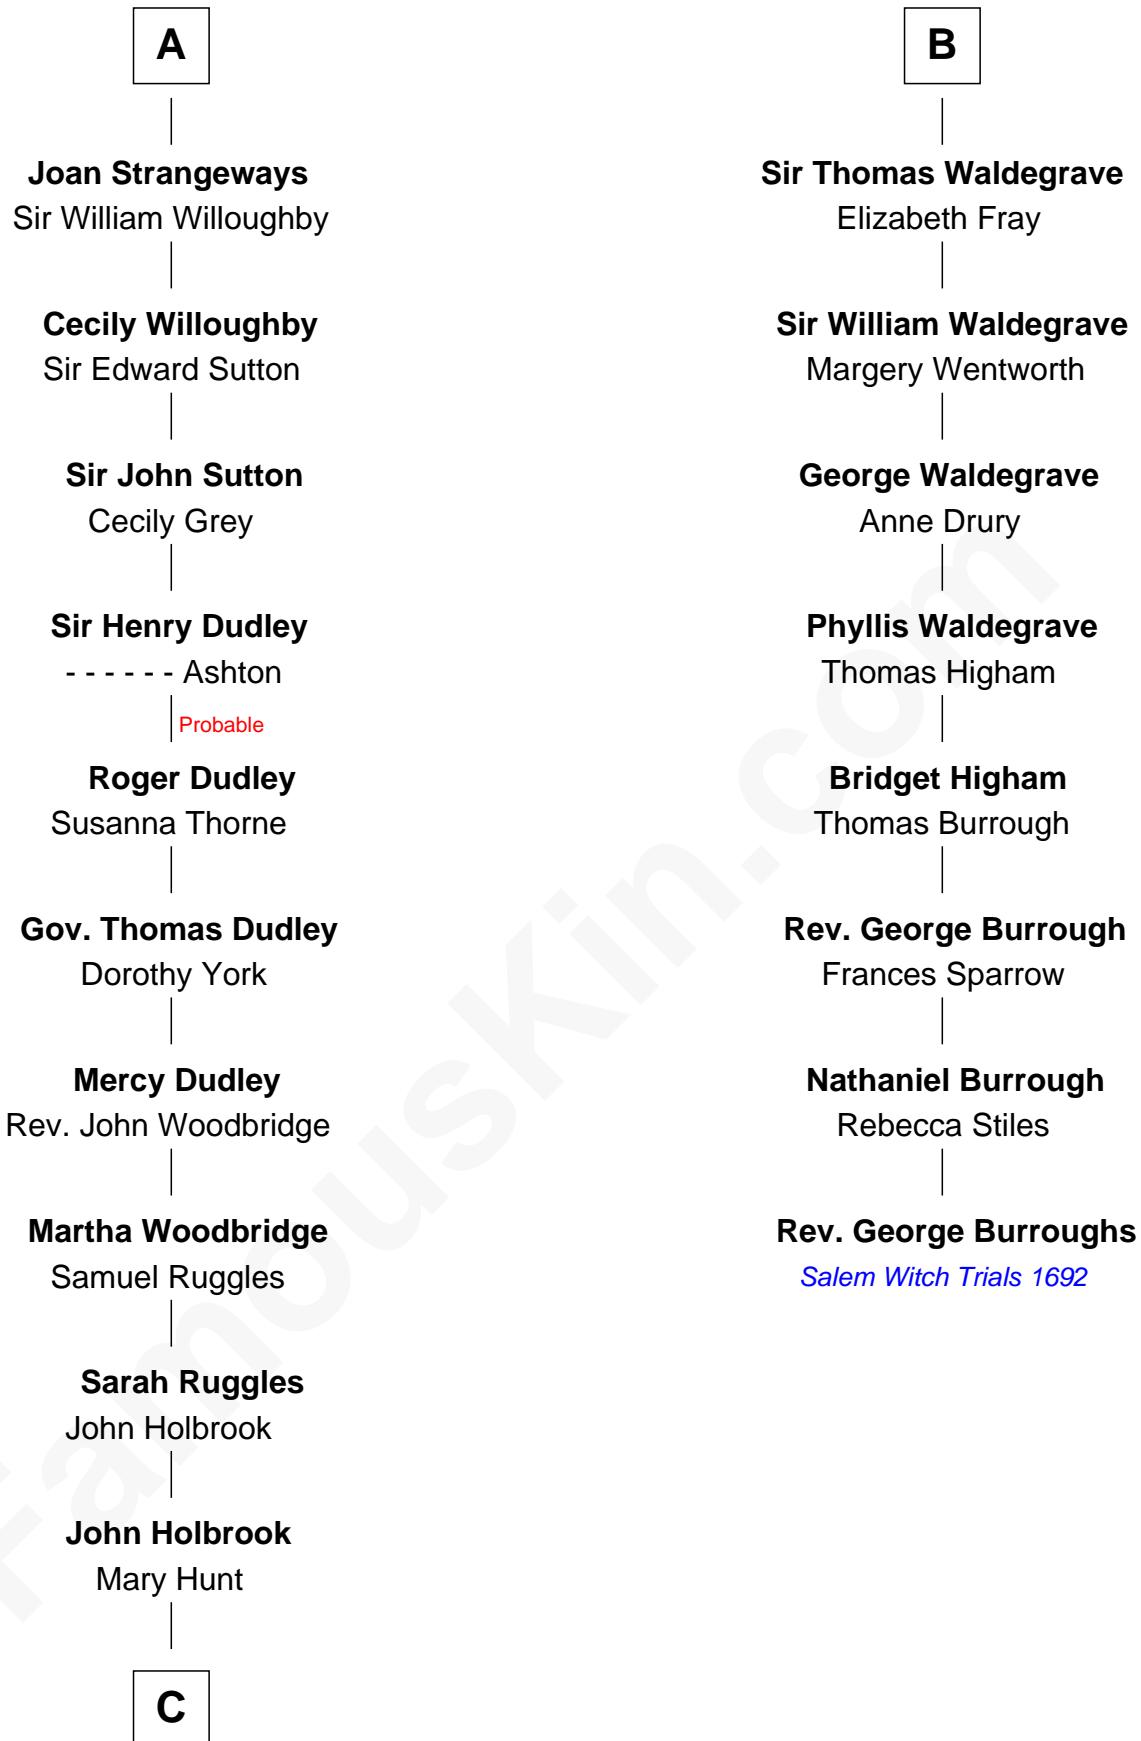 A
Joan Strangeways
Sir William Willoughby
Cecily Willoughby
Sir Edward Sutton
Sir John Sutton
Cecily Grey
Sir Henry Dudley
- - - - - - Ashton
Probable
Roger Dudley
Susanna Thorne
Gov. Thomas Dudley
Dorothy York
Mercy Dudley
Rev. John Woodbridge
Martha Woodbridge
Samuel Ruggles
Sarah Ruggles
John Holbrook
John Holbrook
Mary Hunt
C
B
Sir Thomas Waldegrave
Elizabeth Fray
Sir William Waldegrave
Margery Wentworth
George Waldegrave
Anne Drury
Phyllis Waldegrave
Thomas Higham
Bridget Higham
Thomas Burrough
Rev. George Burrough
Frances Sparrow
Nathaniel Burrough
Rebecca Stiles
Rev. George Burroughs
Salem Witch Trials 1692
FamousKin.com